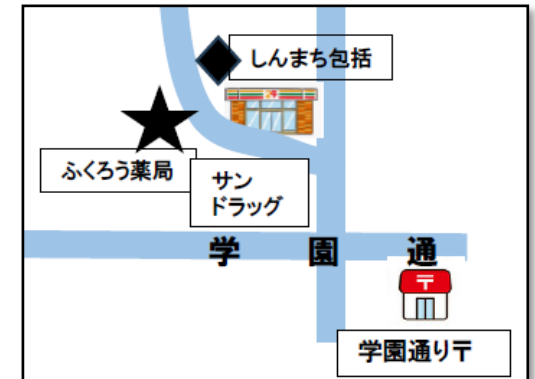 しんまち包括
ふくろう薬局
サン
ドラッグ
学園通
〒
学園通り〒